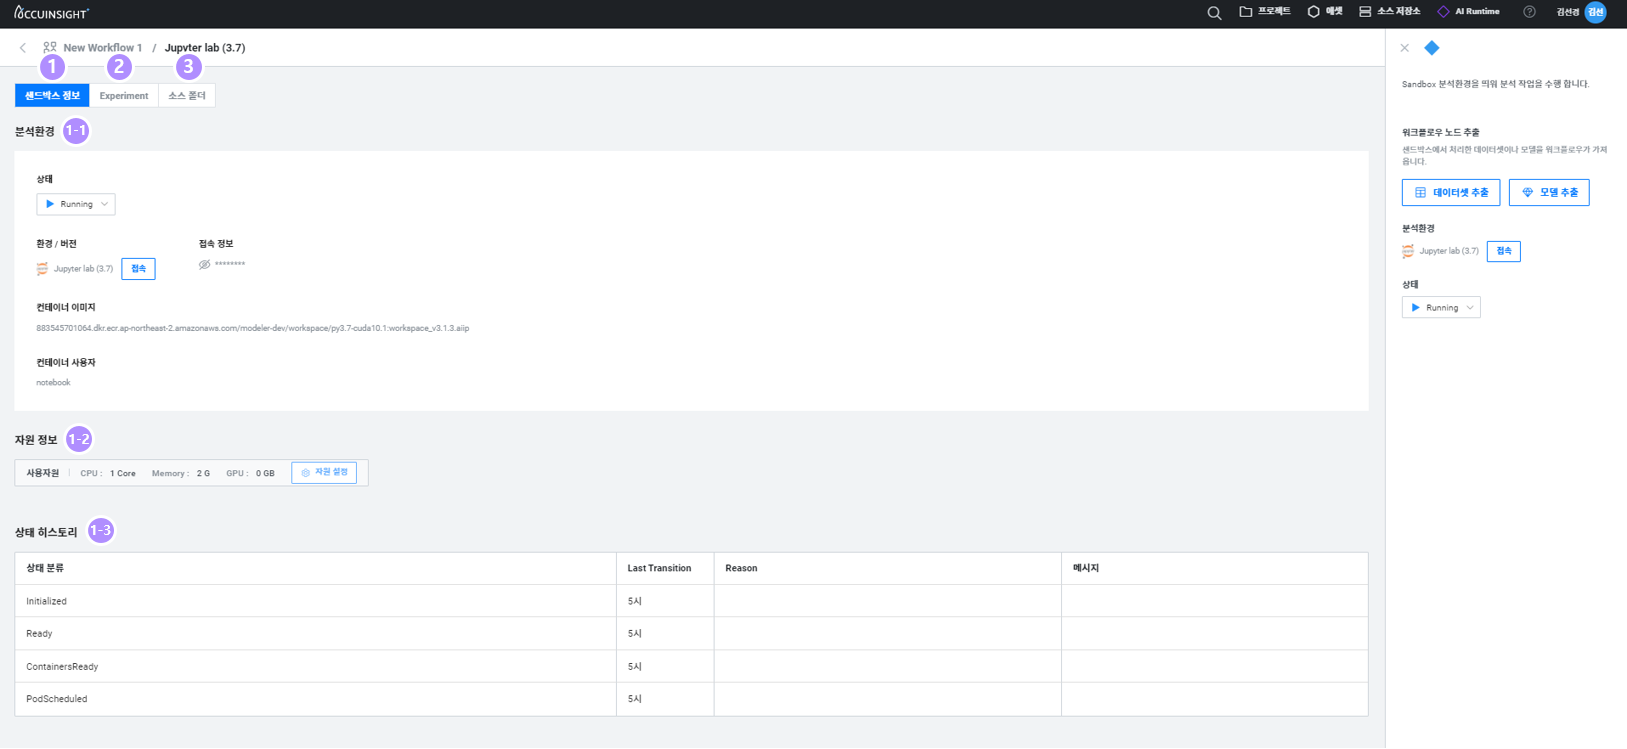 ACCUINSIGHT+
프로젝트
애셋
소스 저장소
AI Runtime
?
김선경
김선
New Workflow 1 / Jupyter lab (3.7)
1
2
3
샌드박스 정보
Experiment
소스 폴더
분석환경
1-1
상태
Running
환경 / 버전
접속 정보
Jupyter lab (3.7)
접속
********
컨테이너 이미지
883545701064.dkr.ecr.ap-northeast-2.amazonaws.com/modeler-dev/workspace/py3.7-cuda10.1:workspace_v3.1.3.aiip
컨테이너 사용자
notebook
자원 정보
1-2
사용자원
CPU : 1 Core
Memory : 2 G
GPU : 0 GB
자원 설정
상태 히스토리
1-3
상태 분류
Last Transition
Reason
메시지
Initialized
5시
Ready
5시
ContainersReady
5시
PodScheduled
5시
Sandbox 분석환경을 띄워 분석 작업을 수행 합니다.
워크플로우 노드 추출
샌드박스에서 처리한 데이터셋이나 모델을 워크플로우가 가져
옵니다.
데이터셋 추출
모델 추출
분석환경
Jupyter lab (3.7)
접속
상태
Running